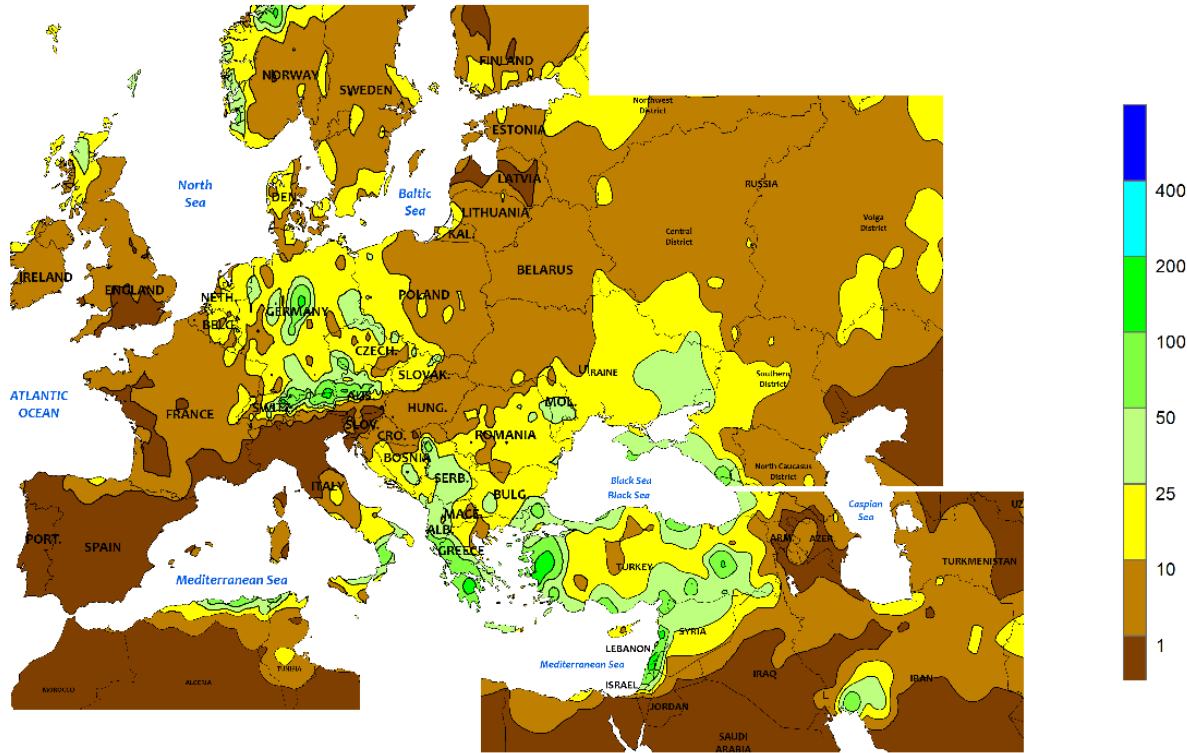 FINLAND
NORWAY
SWEDEN
Northwest
District
ESTONIA
North
Sea
LATVIA
RUSSIA
DEN.
Baltic
Sea
LITHUANIA
Volga
District
KAL.
Central
District
IRELAND
ENGLAND
BELARUS
NETH.
POLAND
GERMANY
BELG.
CZECH.
SLOVAK.
UKRAINE
Southern
District
ATLANTIC
OCEAN
FRANCE
SWITZ.
AUS.
HUNG.
MOL.
SLOV.
CRO.
ROMANIA
BOSNIA
North Caucasus
District
ITALY
SERB.
Black Sea
Black Sea
BULG.
Caspian
Sea
UZ
MACE.
ALB.
PORT.
SPAIN
GREECE
ARM.
AZER.
TURKMENISTAN
TURKEY
Mediterranean Sea
SYRIA
LEBANON
Mediterranean Sea
TUNISIA
IRAQ
IRAN
MOROCCO
ALGERIA
ISRAEL
JORDAN
SAUDI
ARABIA
400
200
100
50
25
10
1